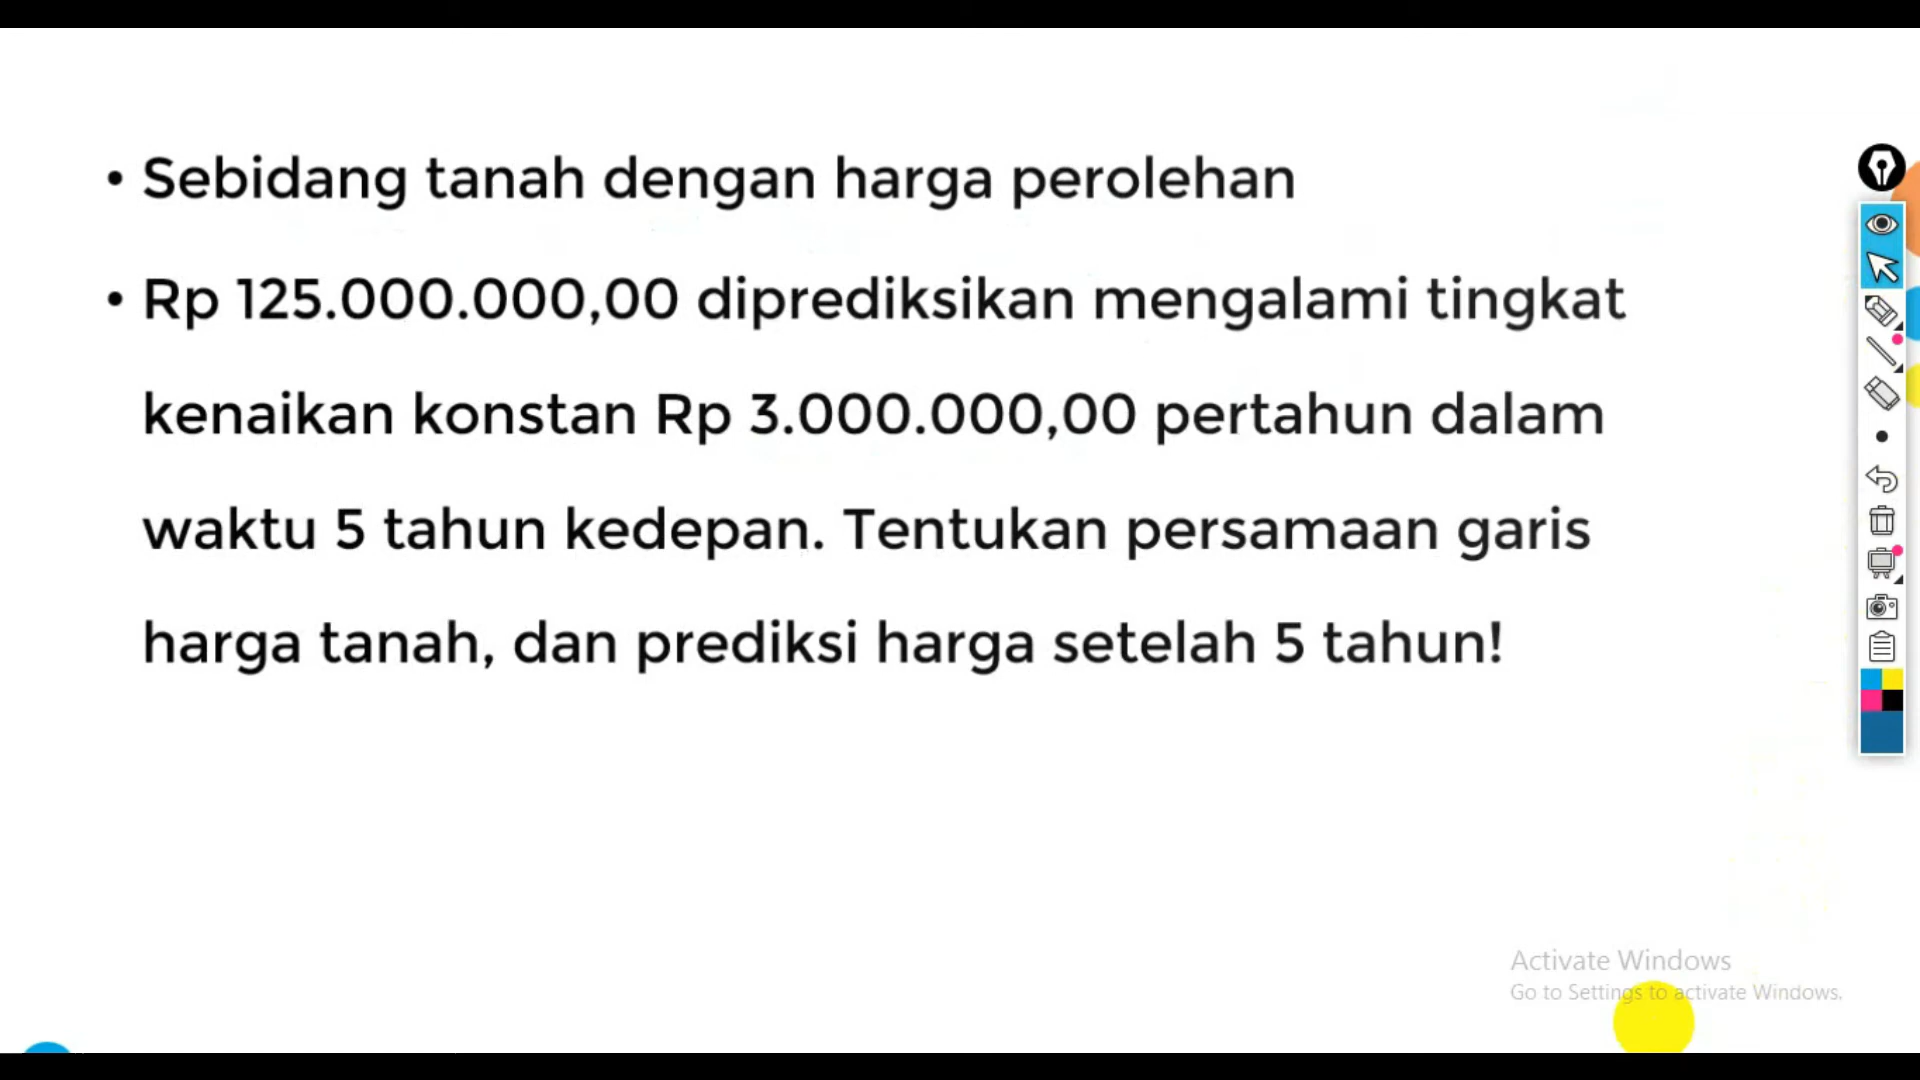 • Sebidang tanah dengan harga perolehan
• Rp 125.000.000,00 diprediksikan mengalami tingkat
kenaikan konstan Rp 3.000.000,00 pertahun dalam
waktu 5 tahun kedepan. Tentukan persamaan garis
harga tanah, dan prediksi harga setelah 5 tahun!
Activate Windows
Go to Settings to activate Windows.